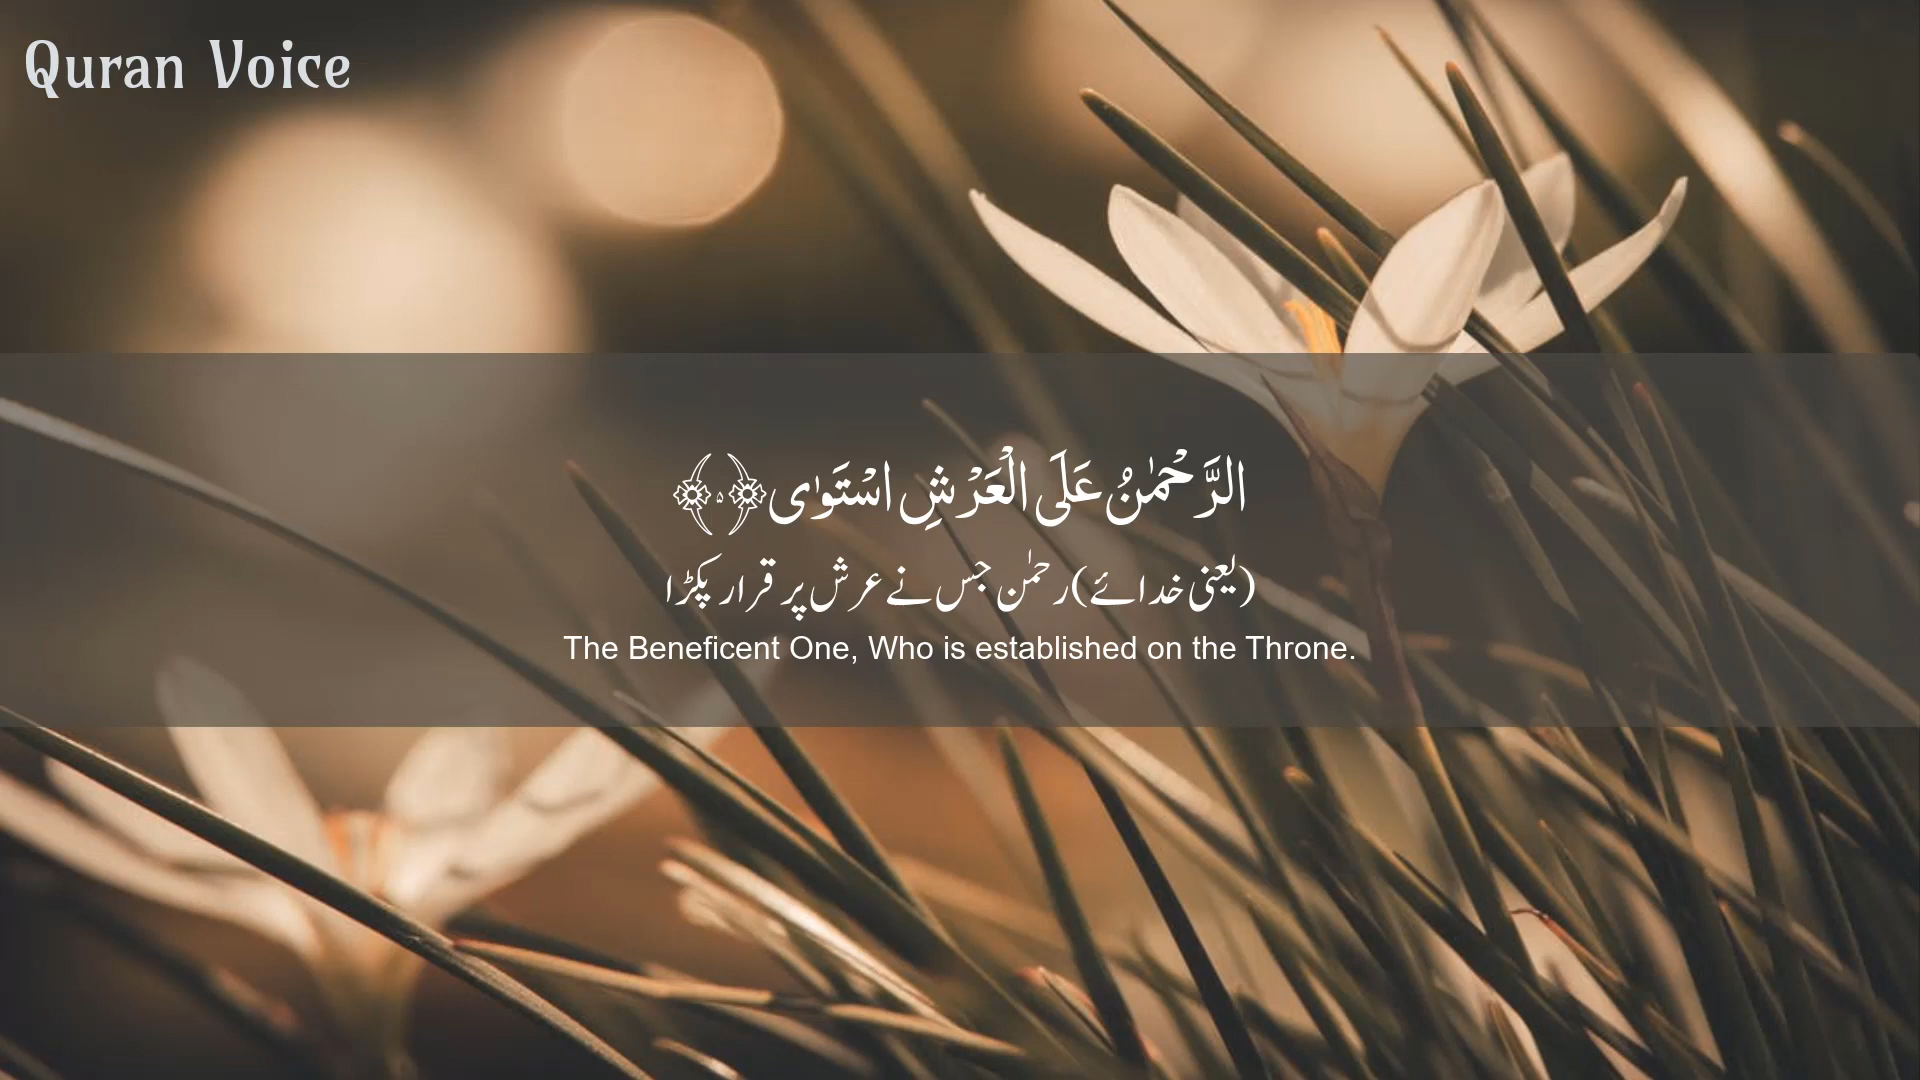 Quran Voice
الرَّحْمٰنُ عَلَى الْعَرْشِ اسْتَوٰى﴿۵﴾
(یعنی خدائے) رحمٰن جس نے عرش پر قرار پکڑا
The Beneficent One, Who is established on the Throne.